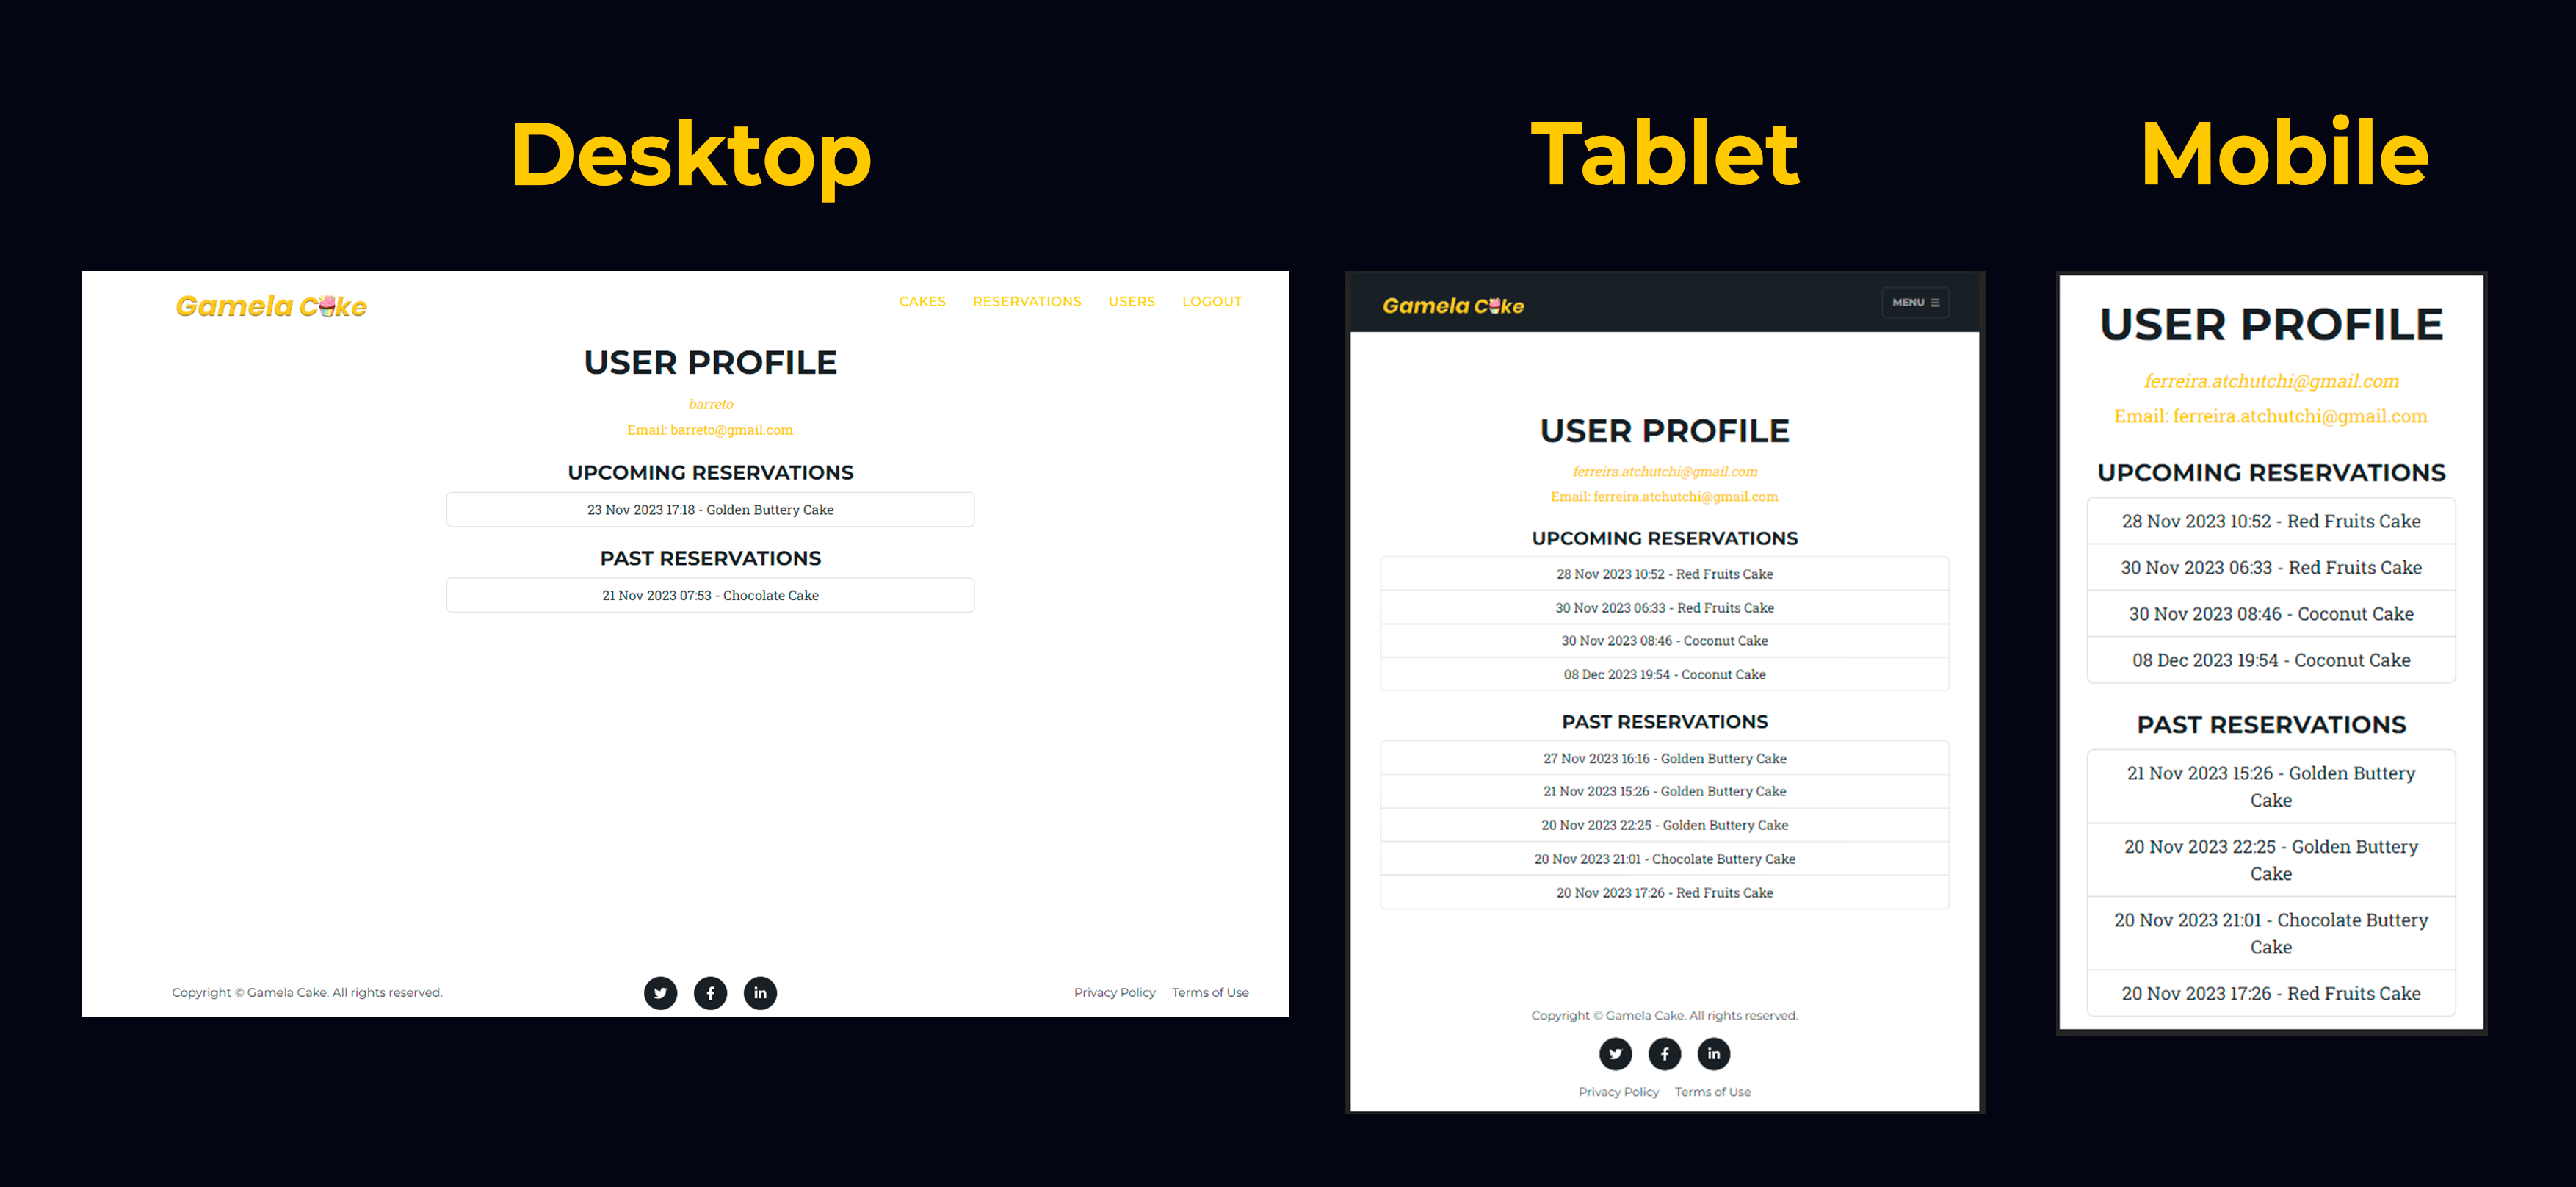 Desktop
Gamela Cake
CAKES RESERVATIONS USERS LOGOUT
USER PROFILE
barreto
Email: barreto@gmail.com
UPCOMING RESERVATIONS
23 Nov 2023 17:18 - Golden Buttery Cake
PAST RESERVATIONS
21 Nov 2023 07:53 - Chocolate Cake
Copyright © Gamela Cake. All rights reserved.
Privacy Policy Terms of Use
Tablet
Gamela Cake
MENU
USER PROFILE
ferreira.atchutchi@gmail.com
Email: ferreira.atchutchi@gmail.com
UPCOMING RESERVATIONS
28 Nov 2023 10:52 - Red Fruits Cake
30 Nov 2023 06:33 - Red Fruits Cake
30 Nov 2023 08:46 - Coconut Cake
08 Dec 2023 19:54 - Coconut Cake
PAST RESERVATIONS
27 Nov 2023 16:16 - Golden Buttery Cake
21 Nov 2023 15:26 - Golden Buttery Cake
20 Nov 2023 22:25 - Golden Buttery Cake
20 Nov 2023 21:01 - Chocolate Buttery Cake
20 Nov 2023 17:26 - Red Fruits Cake
Copyright © Gamela Cake. All rights reserved.
Privacy Policy Terms of Use
Mobile
USER PROFILE
ferreira.atchutchi@gmail.com
Email: ferreira.atchutchi@gmail.com
UPCOMING RESERVATIONS
28 Nov 2023 10:52 - Red Fruits Cake
30 Nov 2023 06:33 - Red Fruits Cake
30 Nov 2023 08:46 - Coconut Cake
08 Dec 2023 19:54 - Coconut Cake
PAST RESERVATIONS
21 Nov 2023 15:26 - Golden Buttery
Cake
20 Nov 2023 22:25 - Golden Buttery
Cake
20 Nov 2023 21:01 - Chocolate Buttery
Cake
20 Nov 2023 17:26 - Red Fruits Cake